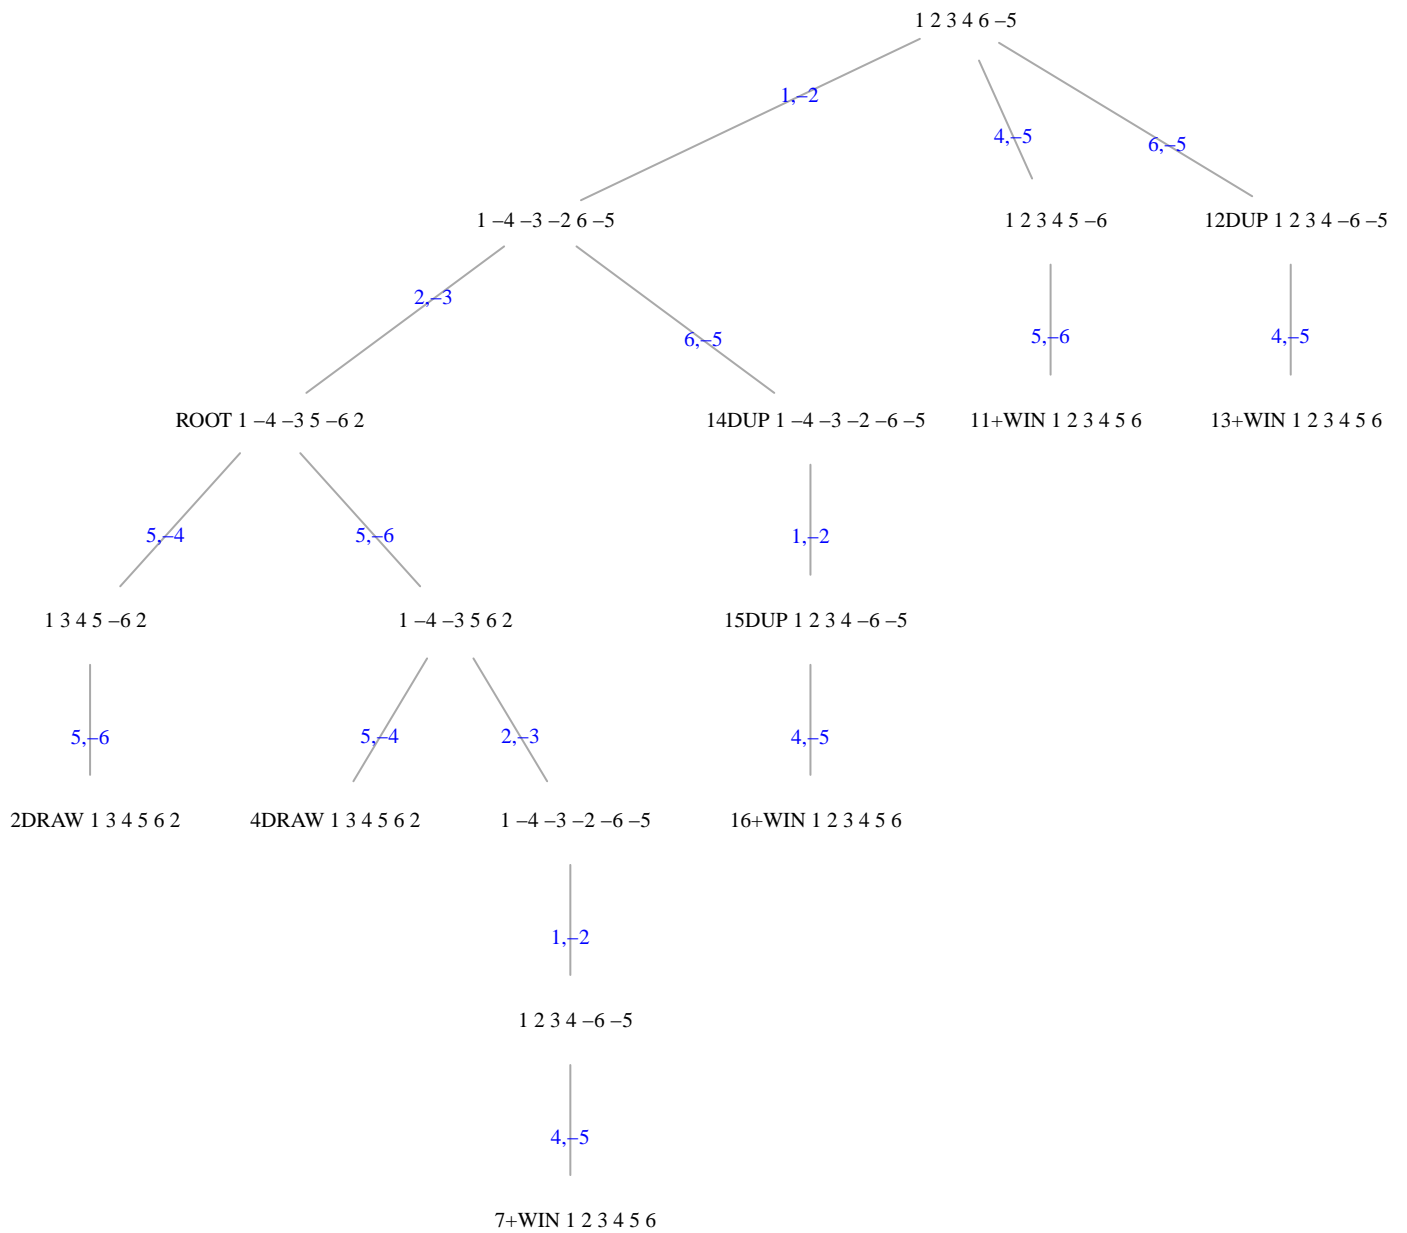 1 2 3 4 6 –5
1,–2
4,–5
6,–5
1 –4 –3 –2 6 –5
1 2 3 4 5 –6
12DUP 1 2 3 4 –6 –5
2,–3
6,–5
5,–6
4,–5
ROOT 1 –4 –3 5 –6 2
14DUP 1 –4 –3 –2 –6 –5
11+WIN 1 2 3 4 5 6
13+WIN 1 2 3 4 5 6
5,–4
5,–6
1,–2
1 3 4 5 –6 2
1 –4 –3 5 6 2
15DUP 1 2 3 4 –6 –5
5,–6
5,–4
2,–3
4,–5
2DRAW 1 3 4 5 6 2
4DRAW 1 3 4 5 6 2
1 –4 –3 –2 –6 –5
16+WIN 1 2 3 4 5 6
1,–2
1 2 3 4 –6 –5
4,–5
7+WIN 1 2 3 4 5 6